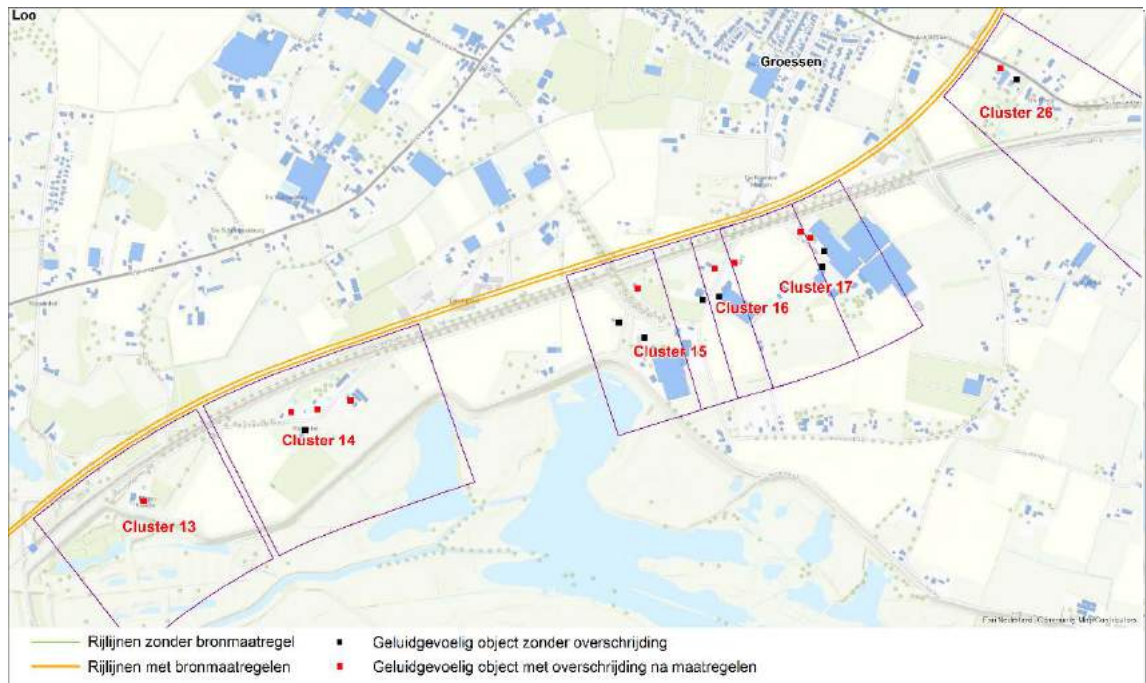 Loo
Groessen
Cluster 26
Cluster 17
Cluster 16
Cluster 15
Cluster 14
Cluster 13
Rijlijnen zonder bronmaatregel
Geluidgevoelig object zonder overschrijding
Rijlijnen met bronmaatregelen
Geluidgevoelig object met overschrijding na maatregelen